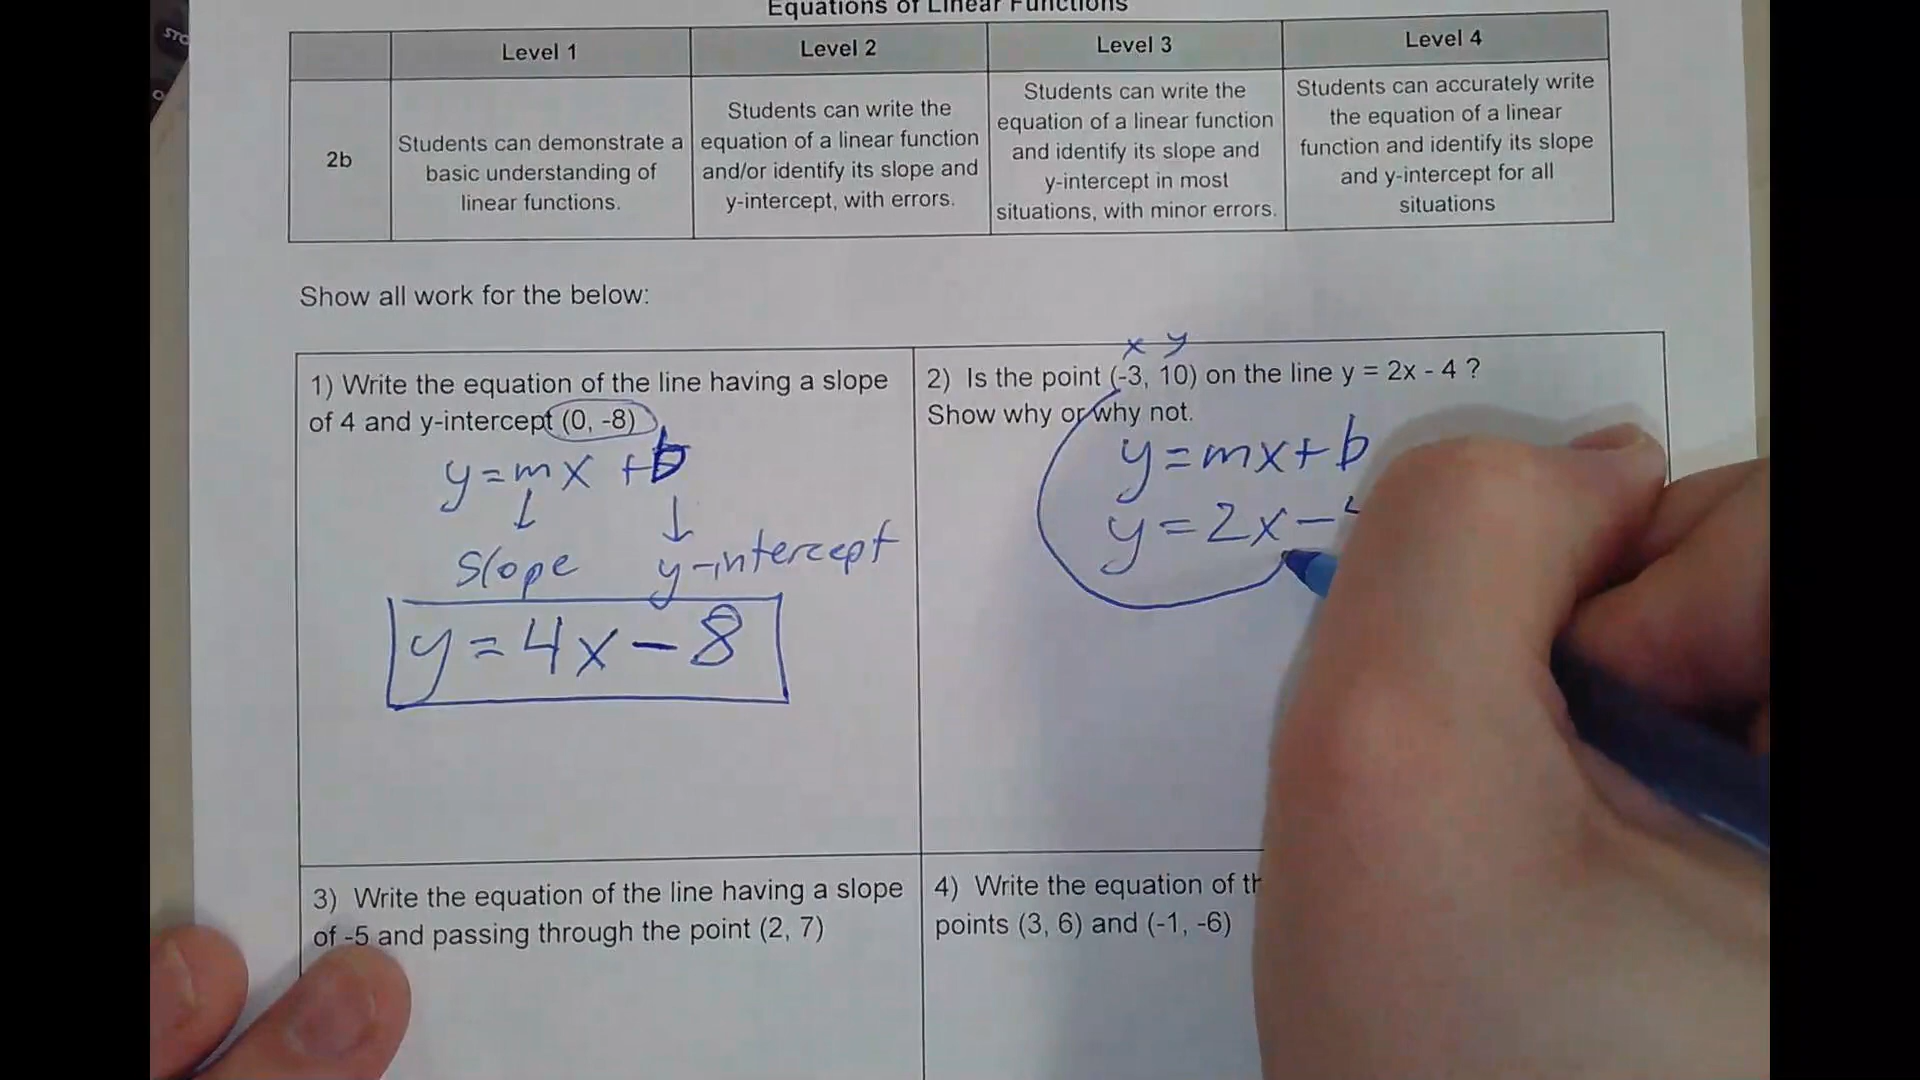 Equations of Linear Functions
Level 1
Level 2
Level 3
Level 4
2b
Students can demonstrate a
basic understanding of
linear functions.
Students can write the
equation of a linear function
and/or identify its slope and
y-intercept, with errors.
Students can write the
equation of a linear function
and identify its slope and
y-intercept in most
situations, with minor errors.
Students can accurately write
the equation of a linear
function and identify its slope
and y-intercept for all
situations
Show all work for the below:
1) Write the equation of the line having a slope
of 4 and y-intercept (0, -8)
y = mx + b
slope
y-intercept
y = 4x - 8
x y
2) Is the point (-3, 10) on the line y = 2x - 4 ?
Show why or why not.
y = mx + b
y = 2x -
3) Write the equation of the line having a slope
of -5 and passing through the point (2, 7)
4) Write the equation of
points (3, 6) and (-1, -6)